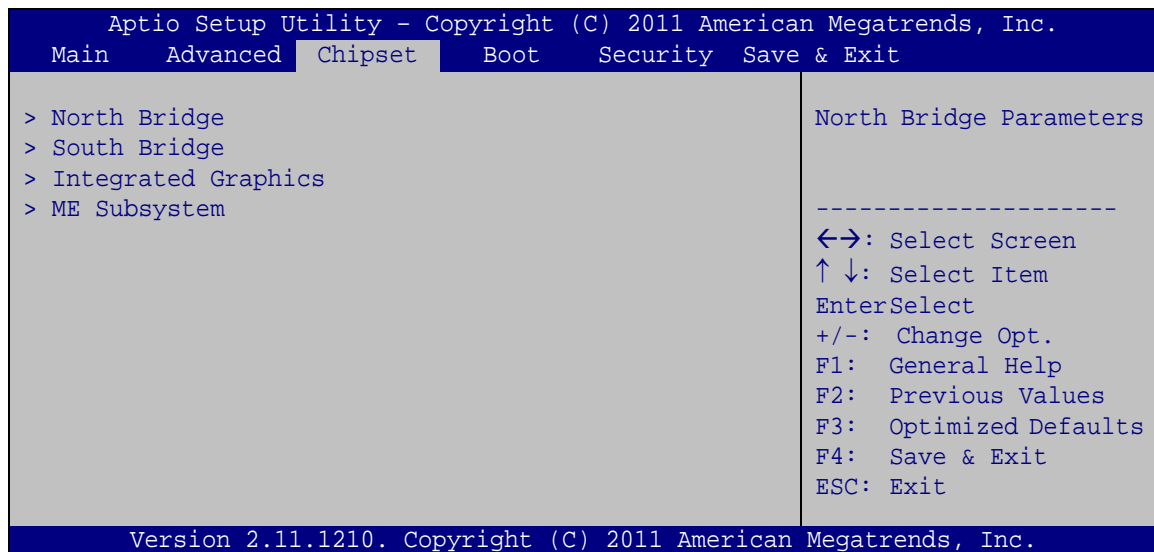 Aptio Setup Utility – Copyright (C) 2011 American Megatrends, Inc.
Main Advanced Chipset Boot Security Save & Exit
> North Bridge
> South Bridge
> Integrated Graphics
> ME Subsystem
North Bridge Parameters
---------------------
←→: Select Screen
↑ ↓: Select Item
EnterSelect
+/-: Change Opt.
F1: General Help
F2: Previous Values
F3: Optimized Defaults
F4: Save & Exit
ESC: Exit
Version 2.11.1210. Copyright (C) 2011 American Megatrends, Inc.